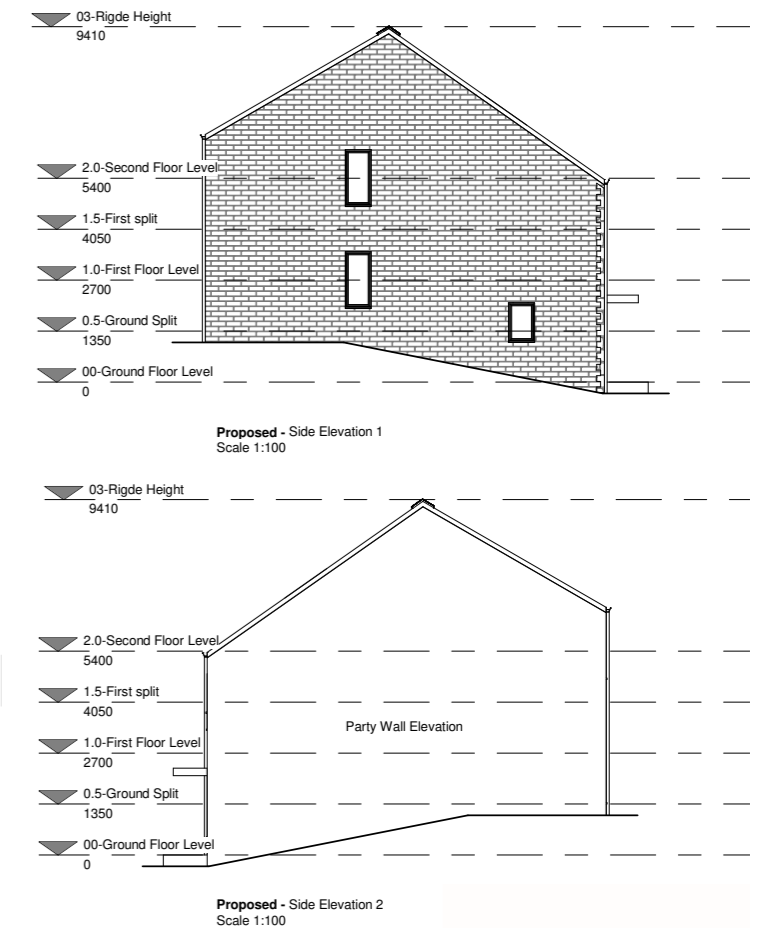 03-Rigde Height
9410
2.0-Second Floor Level
5400
1.5-First split
4050
1.0-First Floor Level
2700
0.5-Ground Split
1350
00-Ground Floor Level
0
Proposed - Side Elevation 1
Scale 1:100
03-Rigde Height
9410
2.0-Second Floor Level
5400
1.5-First split
4050
Party Wall Elevation
1.0-First Floor Level
2700
0.5-Ground Split
1350
00-Ground Floor Level
0
Proposed - Side Elevation 2
Scale 1:100